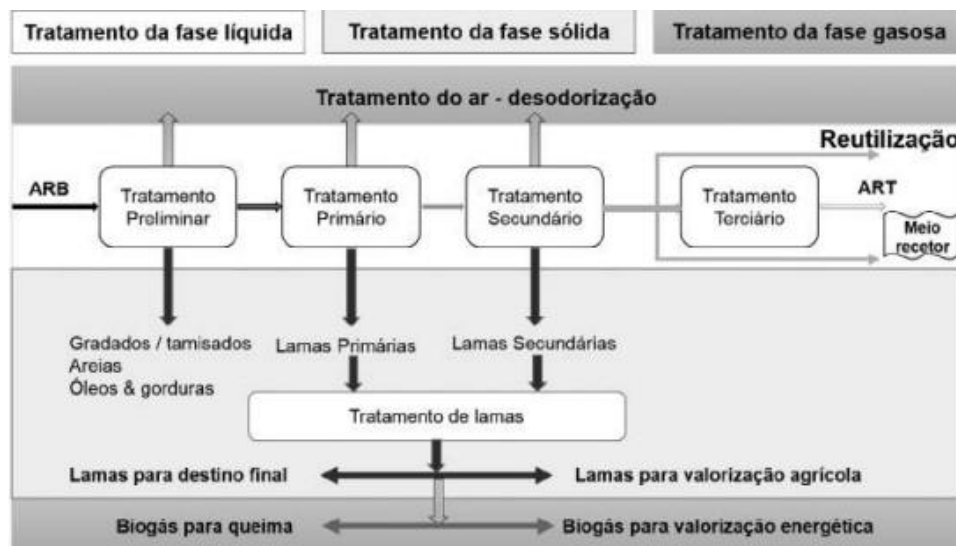 Tratamento da fase líquida
Tratamento da fase sólida
Tratamento da fase gasosa
Tratamento do ar - desodorização
Reutilização
ARB
Tratamento
Preliminar
Tratamento
Primário
Tratamento
Secundário
Tratamento
Terciário
ART
Meio
recetor
Gradados / tamisados
Areias
Óleos & gorduras
Lamas Primárias
Lamas Secundárias
Tratamento de lamas
Lamas para destino final
Lamas para valorização agrícola
Biogás para queima
Biogás para valorização energética